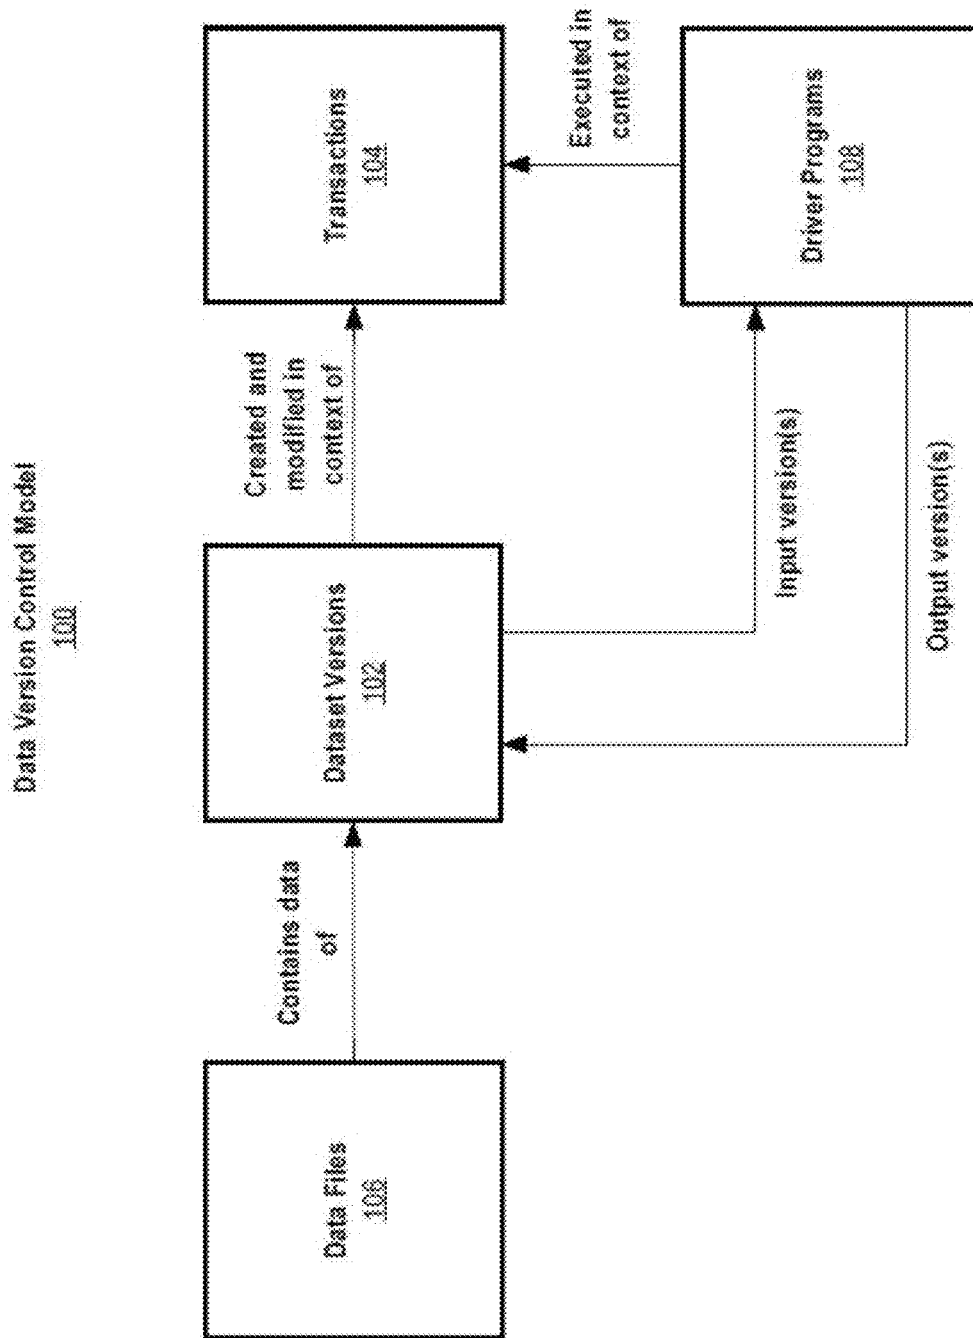 Data Version Control Model
100
Data Files
106
Contains data
of
Dataset Versions
102
Created and
modified in
context of
Transactions
104
Input version(s)
Output version(s)
Executed in
context of
Driver Programs
108